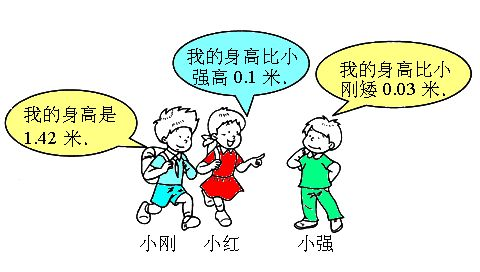 我的身高是
1.42 米.
我的身高比小
强高 0.1 米.
我的身高比小
刚矮 0.03 米.
小刚
小红
小强